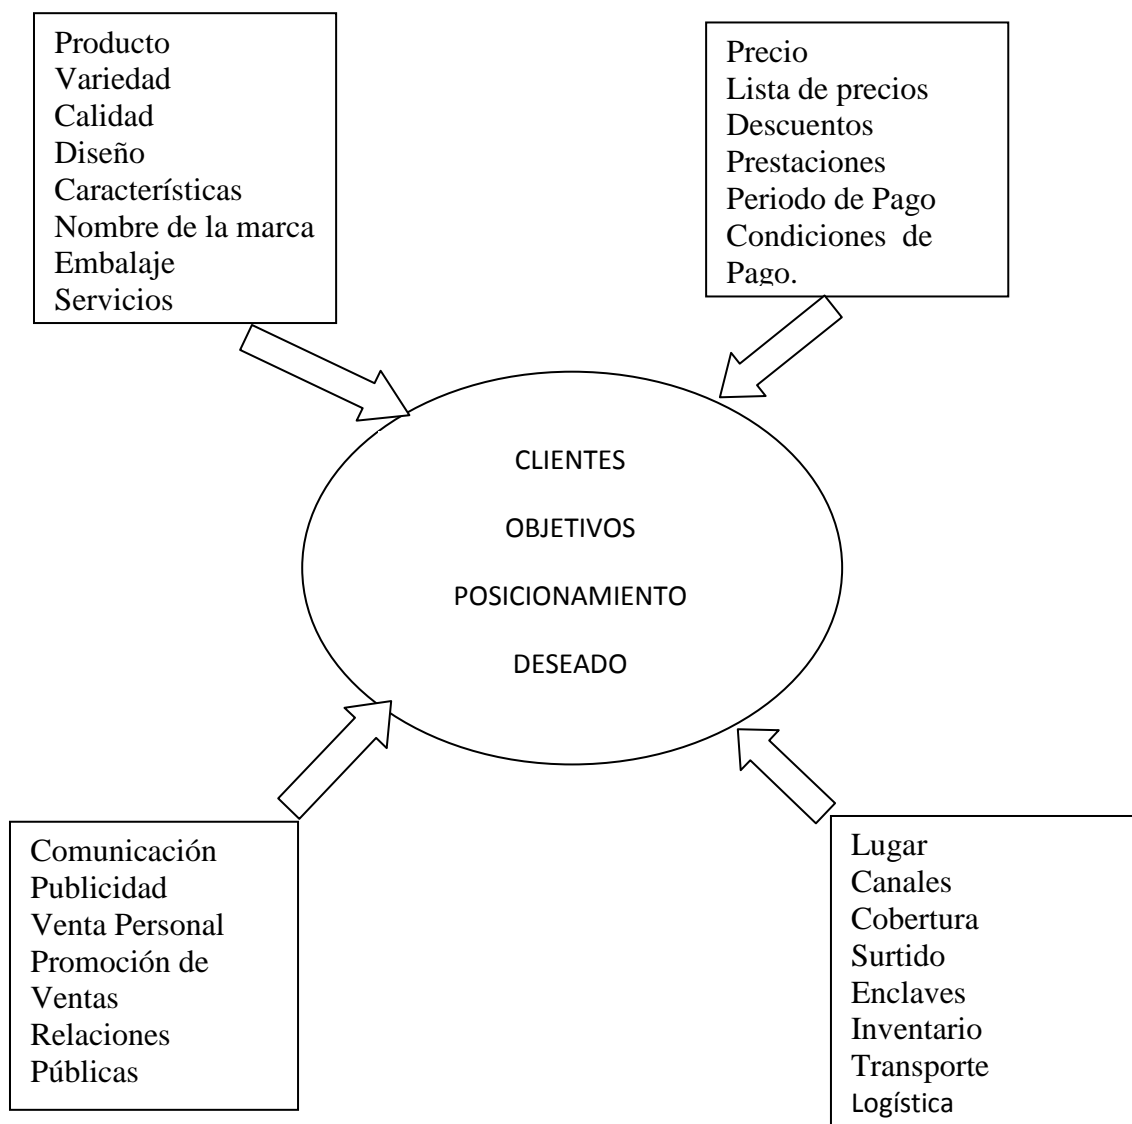 Producto
Variedad
Calidad
Diseño
Características
Nombre de la marca
Embalaje
Servicios
Precio
Lista de precios
Descuentos
Prestaciones
Periodo de Pago
Condiciones de
Pago.
CLIENTES
OBJETIVOS
POSICIONAMIENTO
DESEADO
Comunicación
Publicidad
Venta Personal
Promoción de
Ventas
Relaciones
Públicas
Lugar
Canales
Cobertura
Surtido
Enclaves
Inventario
Transporte
Logística